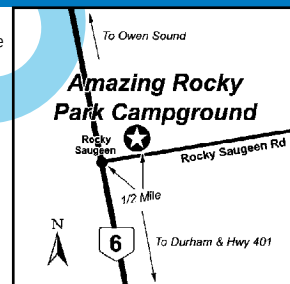 e
To Owen Sound
Amazing Rocky
Park Campground
Rocky
Saugeen
Rocky Saugeen Rd
1/2 Mile
N
6
To Durham & Hwy 401